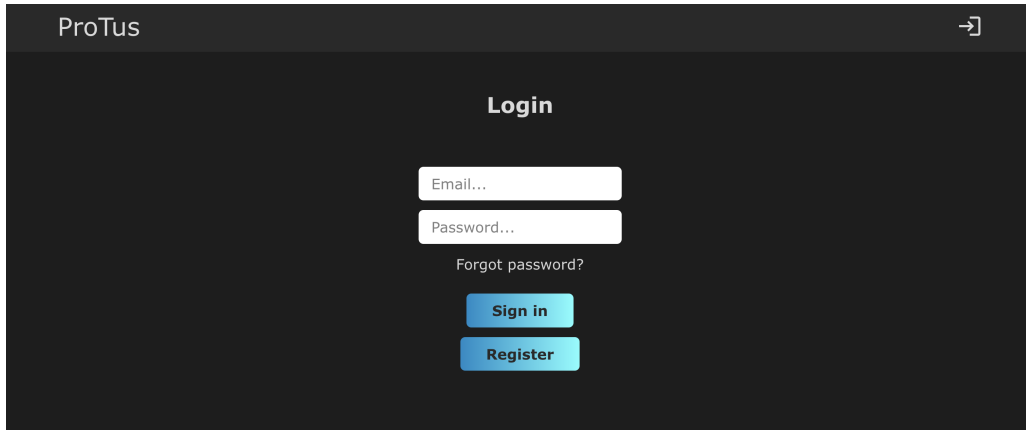 ProTus
Login
Email...
Password...
Forgot password?
Sign in
Register